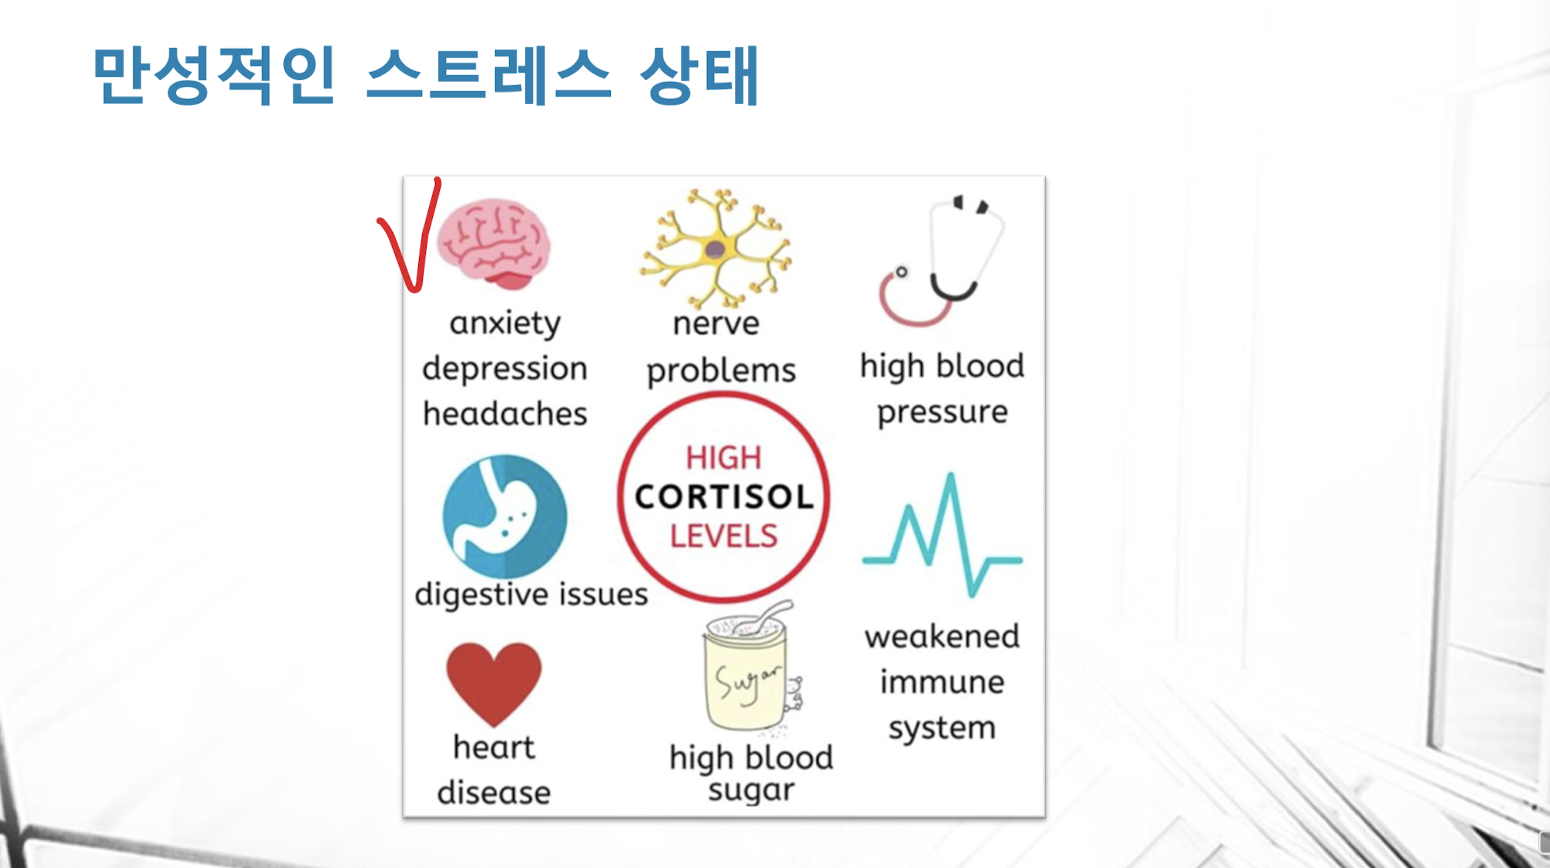 만성적인 스트레스 상태
anxiety
depression
headaches
nerve
problems
high blood
pressure
HIGH
CORTISOL
LEVELS
digestive issues
weakened
immune
system
heart
disease
Sugar
high blood
sugar